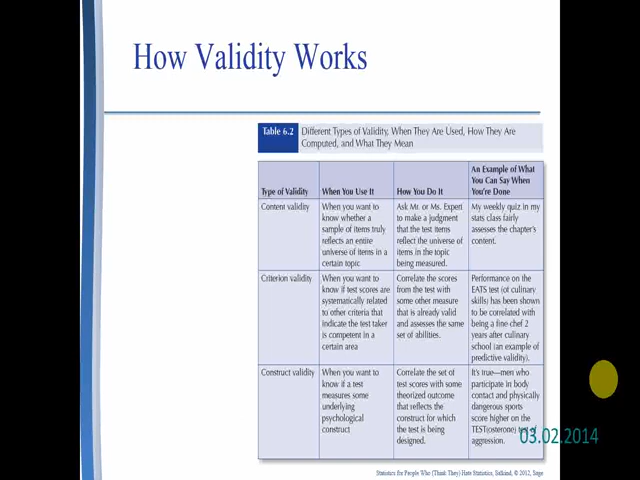 How Validity Works
Table 6.2 Different Types of Validity, When They Are Used, How They Are
Computed, and What They Mean
Type of Validity
When You Use It
How You Do It
An Example of What
You Can Say When
You're Done
Content validity
When you want to
know whether a
sample of items truly
reflects an entire
universe of items in a
certain topic
Ask Mr. or Ms. Expert
to make a judgment
that the test items
reflect the universe of
items in the topic
being measured.
My weekly quiz in my
stats class fairly
assesses the chapter's
content.
Criterion validity
When you want to
know if test scores are
systematically related
to other criteria that
indicate the test taker
is competent in a
certain area
Correlate the scores
from the test with
some other measure
that is already valid
and assesses the same
set of abilities.
Performance on the
EATS test (of culinary
skills) has been shown
to be correlated with
being a fine chef 2
years after culinary
school (an example of
predictive validity).
Construct validity
When you want to
know if a test
measures some
underlying
psychological
construct
Correlate the set of
test scores with some
theorized outcome
that reflects the
construct for which
the test is being
designed.
It's true—men who
participate in body
contact and physically
dangerous sports
score higher on the
TEST(osterone) test of
aggression.
03.02.2014
Statistics for People Who (Think They) Hate Statistics, Salkind, © 2012, Sage